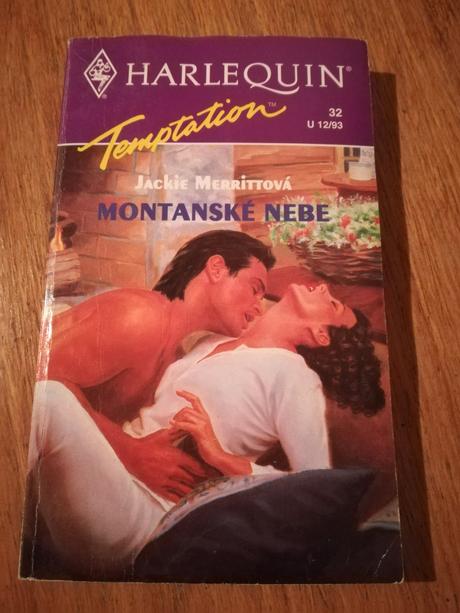 HARLEQUIN®
Temptation™
32
U 12/93
JACKIE MERRITTOVÁ
MONTANSKÉ NEBE